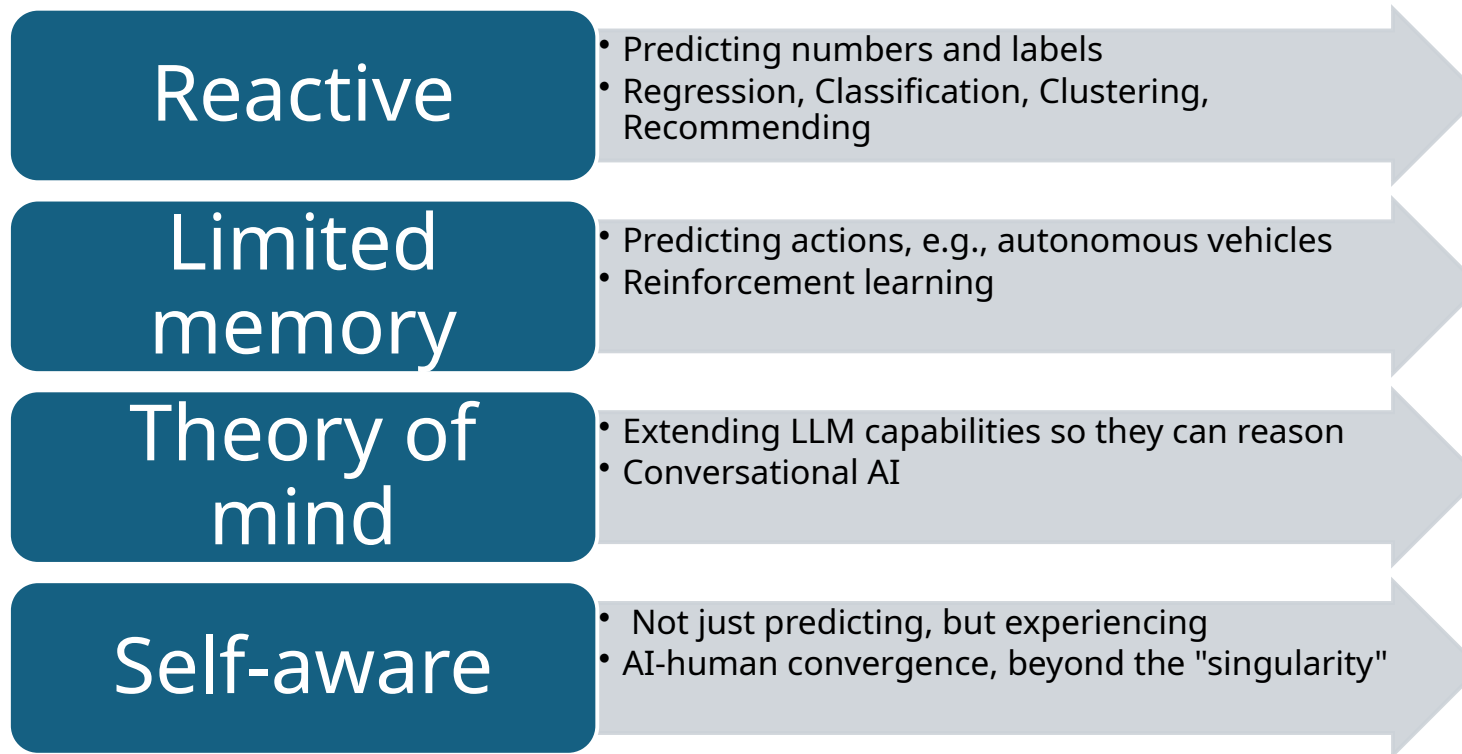 Reactive
• Predicting numbers and labels
• Regression, Classification, Clustering,
Recommending
Limited
memory
• Predicting actions, e.g., autonomous vehicles
• Reinforcement learning
Theory of
mind
• Extending LLM capabilities so they can reason
• Conversational AI
Self-aware
• Not just predicting, but experiencing
• AI-human convergence, beyond the "singularity"